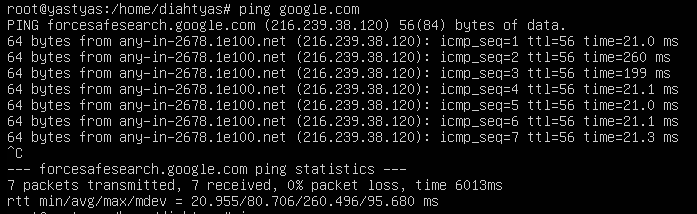 root@yastyas:/home/diahtyas# ping google.com
PING forcesafesearch.google.com (216.239.38.120) 56(84) bytes of data.
64 bytes from any-in-2678.1e100.net (216.239.38.120): icmp_seq=1 ttl=56 time=21.0 ms
64 bytes from any-in-2678.1e100.net (216.239.38.120): icmp_seq=2 ttl=56 time=260 ms
64 bytes from any-in-2678.1e100.net (216.239.38.120): icmp_seq=3 ttl=56 time=199 ms
64 bytes from any-in-2678.1e100.net (216.239.38.120): icmp_seq=4 ttl=56 time=21.1 ms
64 bytes from any-in-2678.1e100.net (216.239.38.120): icmp_seq=5 ttl=56 time=21.0 ms
64 bytes from any-in-2678.1e100.net (216.239.38.120): icmp_seq=6 ttl=56 time=21.1 ms
64 bytes from any-in-2678.1e100.net (216.239.38.120): icmp_seq=7 ttl=56 time=21.3 ms
^C
--- forcesafesearch.google.com ping statistics ---
7 packets transmitted, 7 received, 0% packet loss, time 6013ms
rtt min/avg/max/mdev = 20.955/80.706/260.496/95.680 ms